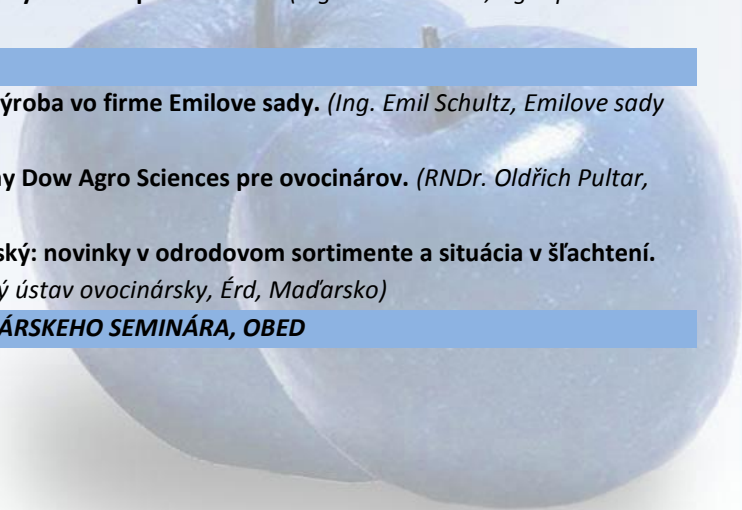 ýroba vo firme Emilove sady. (Ing. Emil Schultz, Emilove sady
y Dow Agro Sciences pre ovocinárov. (RNDr. Oldřich Pultar,
ský: novinky v odrodovom sortimente a situácia v šľachtení.
ý ústav ovocinársky, Érd, Maďarsko)
ÁRSKEHO SEMINÁRA, OBED